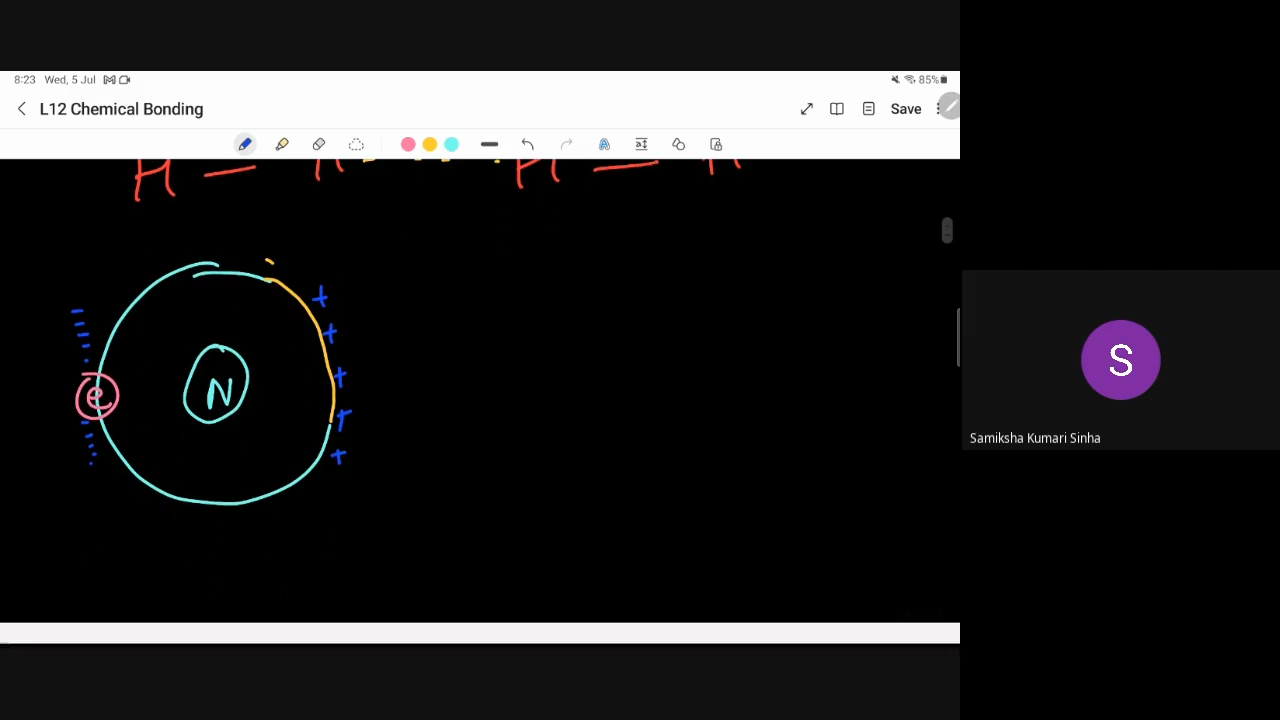 8:23 Wed, 5 Jul 85%
L12 Chemical Bonding Save
H — H H — H
+
+
e N +
+
+
S
Samiksha Kumari Sinha